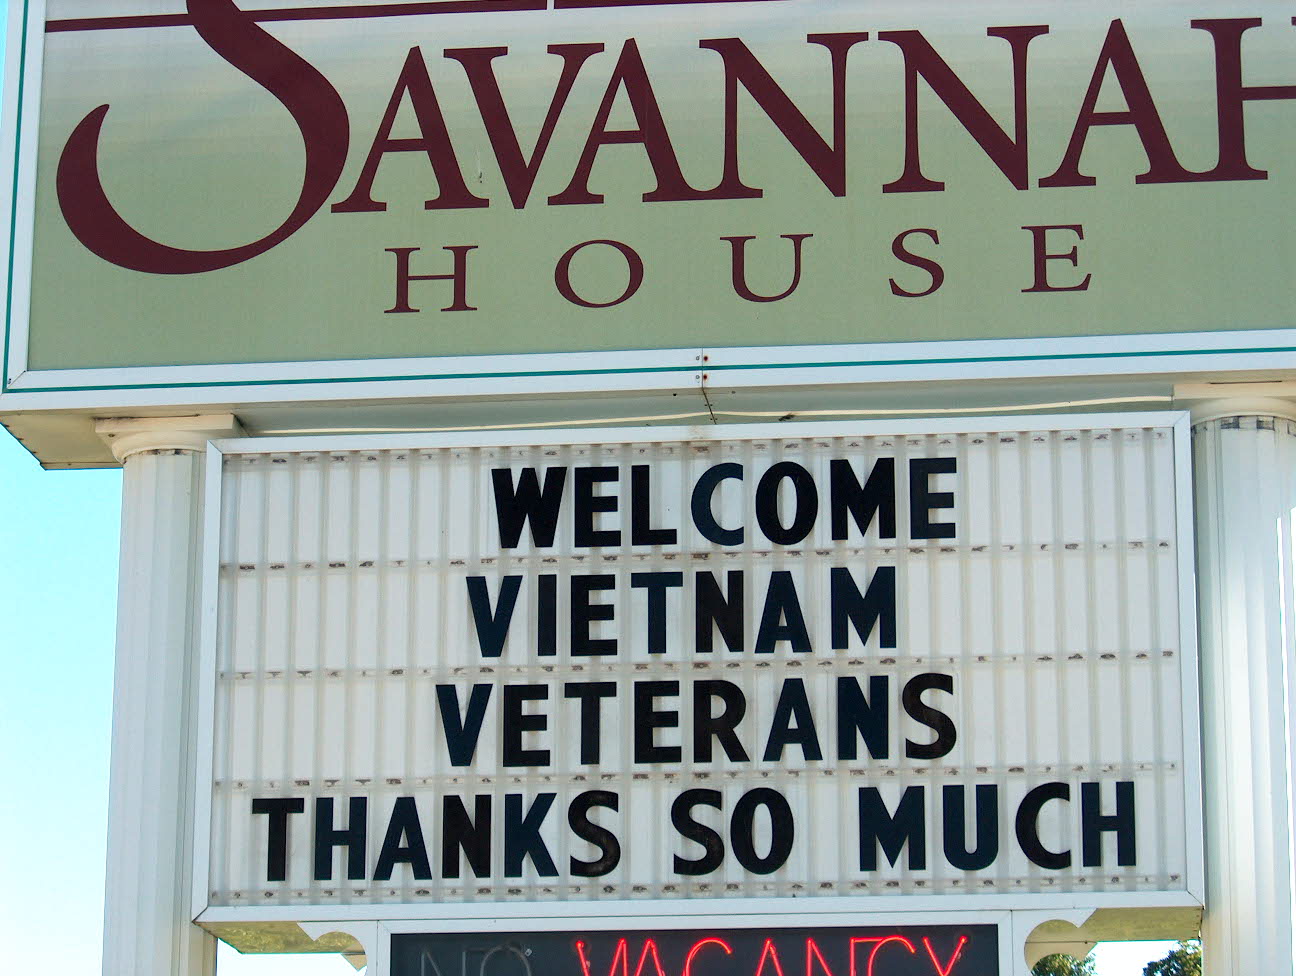 SAVANNAH
HOUSE
WELCOME
VIETNAM
VETERANS
THANKS SO MUCH
NO VACANCY